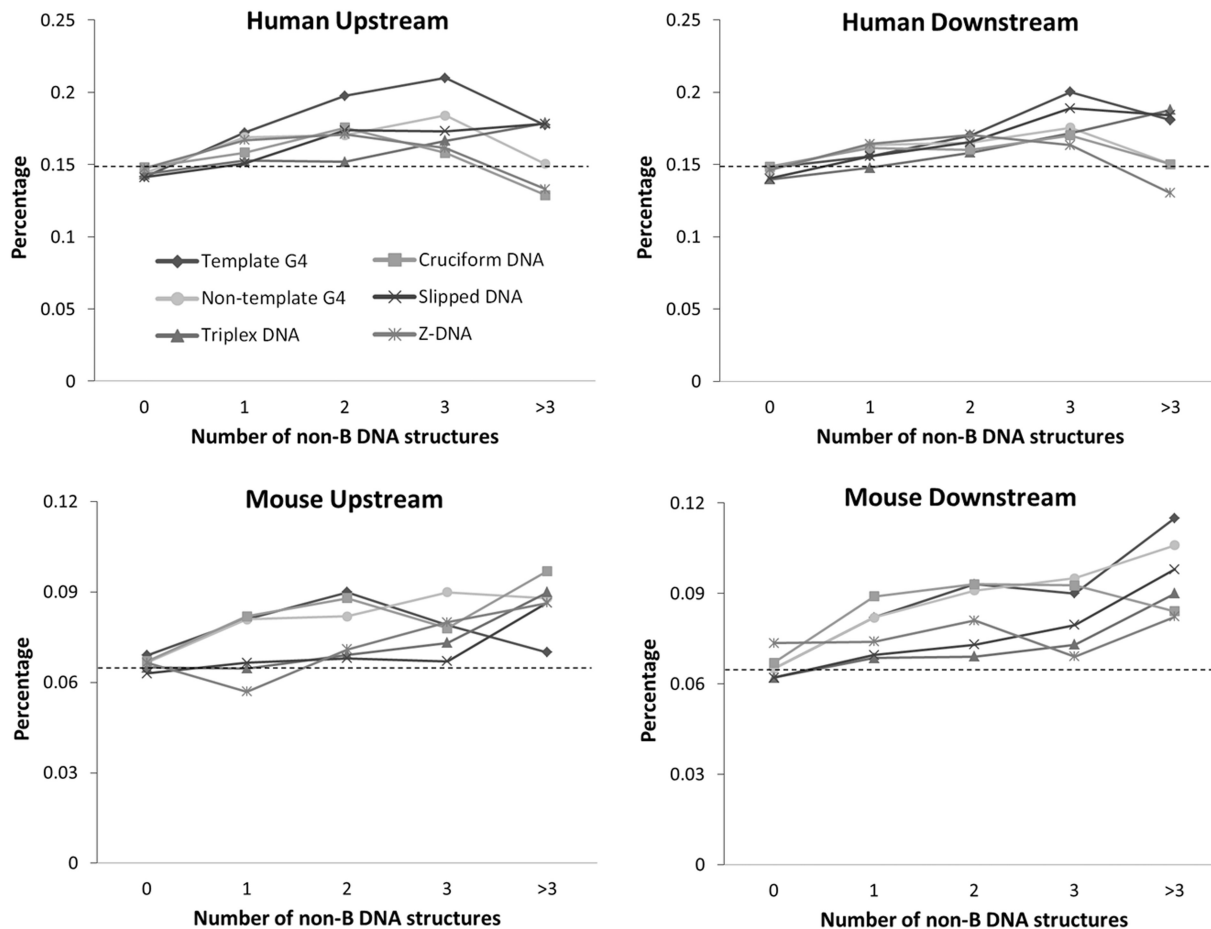 Human Upstream
0.25
0.2
0.15
0.1
0.05
0
Percentage
Template G4
Cruciform DNA
Non-template G4
Slipped DNA
Triplex DNA
Z-DNA
0 1 2 3 >3
Number of non-B DNA structures
Human Downstream
0.25
0.2
0.15
0.1
0.05
0
Percentage
0 1 2 3 >3
Number of non-B DNA structures
Mouse Upstream
0.12
0.09
0.06
0.03
0
Percentage
0 1 2 3 >3
Number of non-B DNA structures
Mouse Downstream
0.12
0.09
0.06
0.03
0
Percentage
0 1 2 3 >3
Number of non-B DNA structures